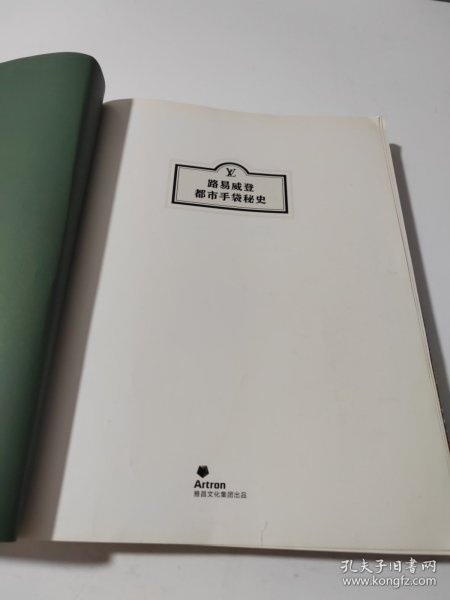 LV
路易威登
都市手袋秘史
Artron
雅昌文化集团出品
孔夫子旧书网
www.kongfz.com